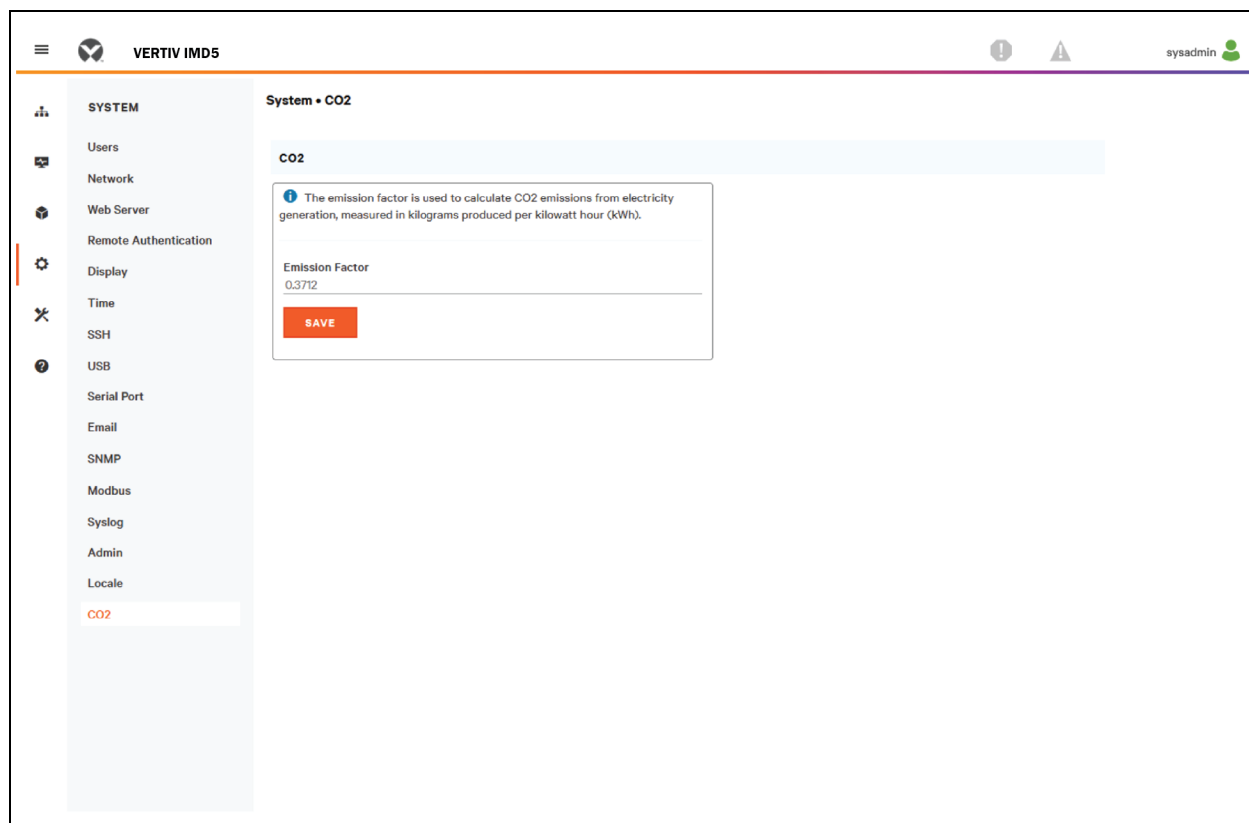 VERTIV IMD5
sysadmin
SYSTEM
Users
Network
Web Server
Remote Authentication
Display
Time
SSH
USB
Serial Port
Email
SNMP
Modbus
Syslog
Admin
Locale
CO2
System • CO2
CO2
The emission factor is used to calculate CO2 emissions from electricity
generation, measured in kilograms produced per kilowatt hour (kWh).
Emission Factor
0.3712
SAVE